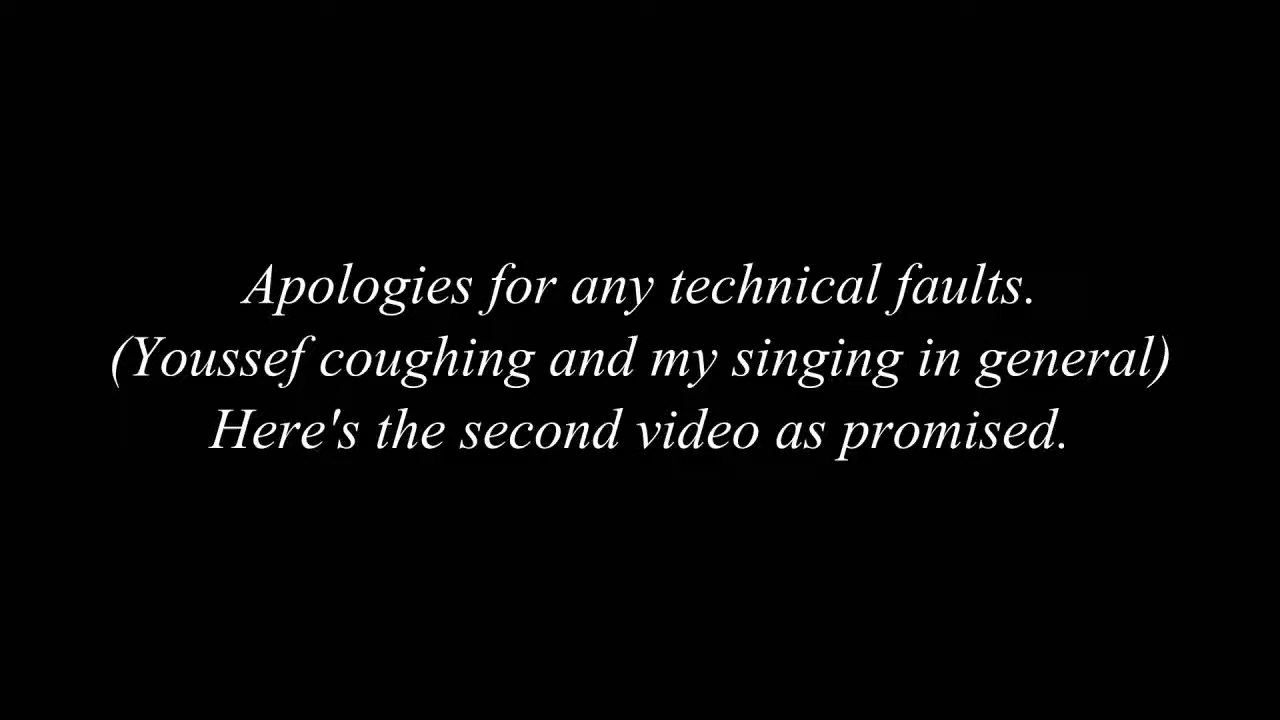 Apologies for any technical faults.
(Youssef coughing and my singing in general)
Here's the second video as promised.